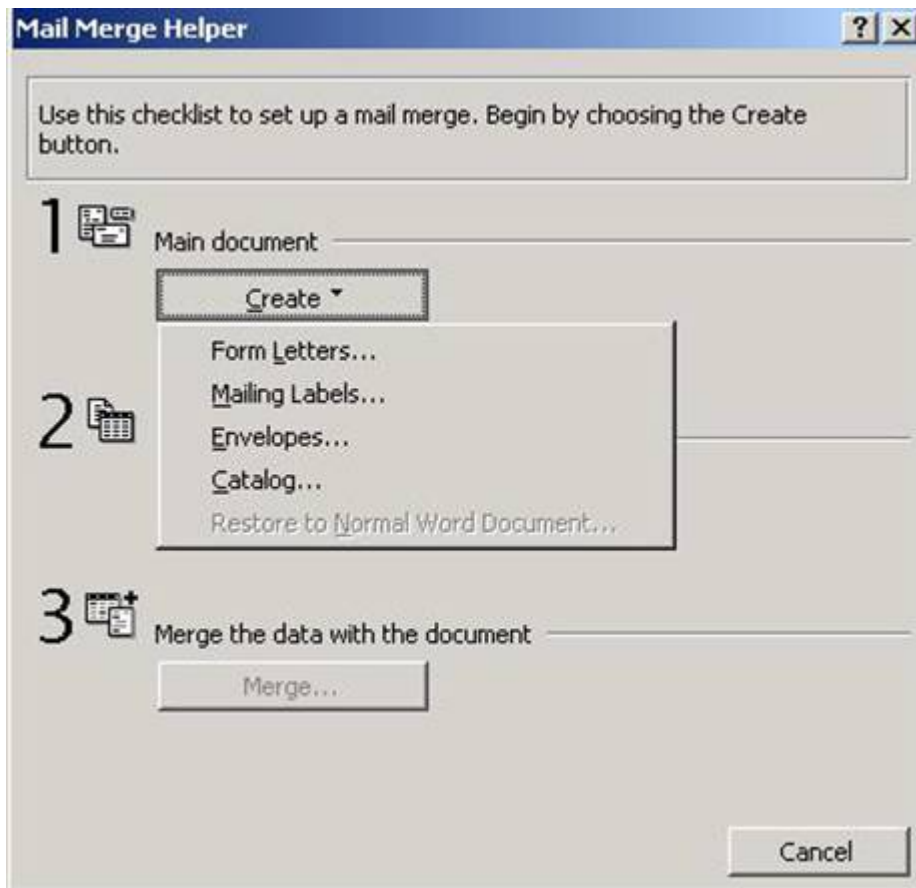 Mail Merge Helper
Use this checklist to set up a mail merge. Begin by choosing the Create
button.
1
Main document
Create
Form Letters...
Mailing Labels...
2
Envelopes...
Catalog...
Restore to Normal Word Document...
3
Merge the data with the document
Merge...
Cancel